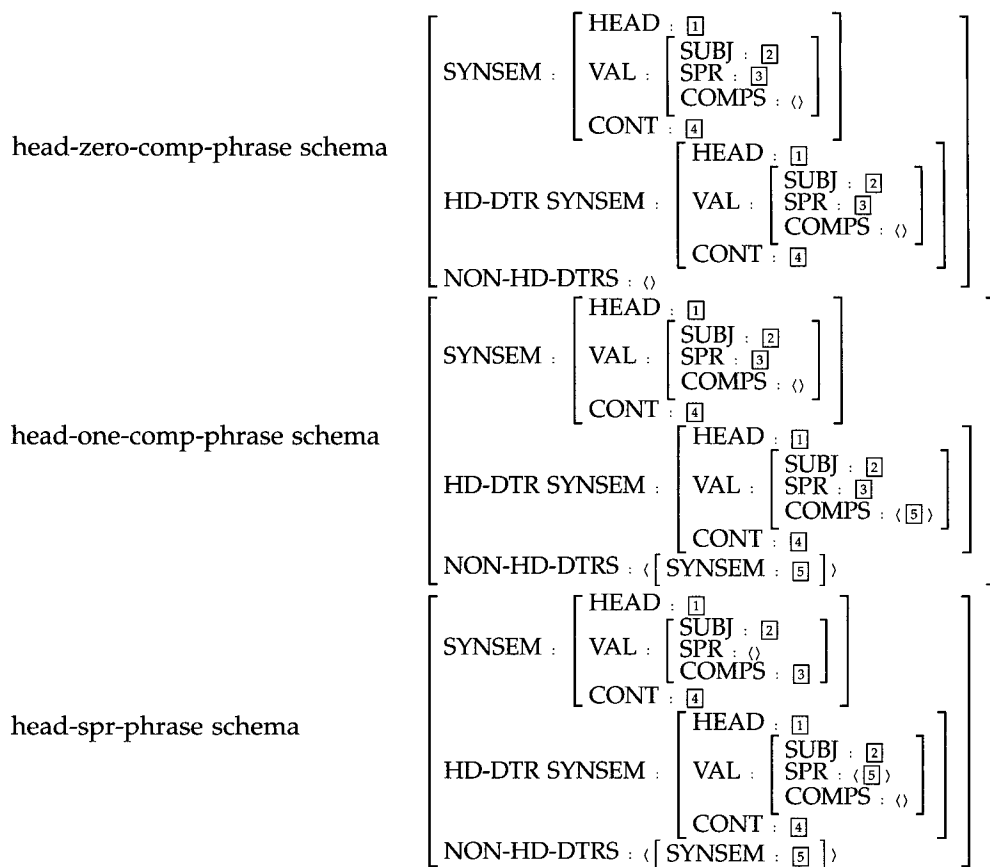 HEAD : 1
SUBJ : 2
SYNSEM : VAL : SPR : 3
COMPS : ⟨⟩
CONT : 4
head-zero-comp-phrase schema
HEAD : 1
SUBJ : 2
HD-DTR SYNSEM : VAL : SPR : 3
COMPS : ⟨⟩
CONT : 4
NON-HD-DTRS : ⟨⟩
HEAD : 1
SUBJ : 2
SYNSEM : VAL : SPR : 3
COMPS : ⟨⟩
CONT : 4
head-one-comp-phrase schema
HEAD : 1
SUBJ : 2
HD-DTR SYNSEM : VAL : SPR : 3
COMPS : ⟨ 5 ⟩
CONT : 4
NON-HD-DTRS : ⟨ [ SYNSEM : 5 ] ⟩
HEAD : 1
SUBJ : 2
SYNSEM : VAL : SPR : ⟨⟩
COMPS : 3
CONT : 4
head-spr-phrase schema
HEAD : 1
SUBJ : 2
HD-DTR SYNSEM : VAL : SPR : ⟨ 5 ⟩
COMPS : ⟨⟩
CONT : 4
NON-HD-DTRS : ⟨ [ SYNSEM : 5 ] ⟩